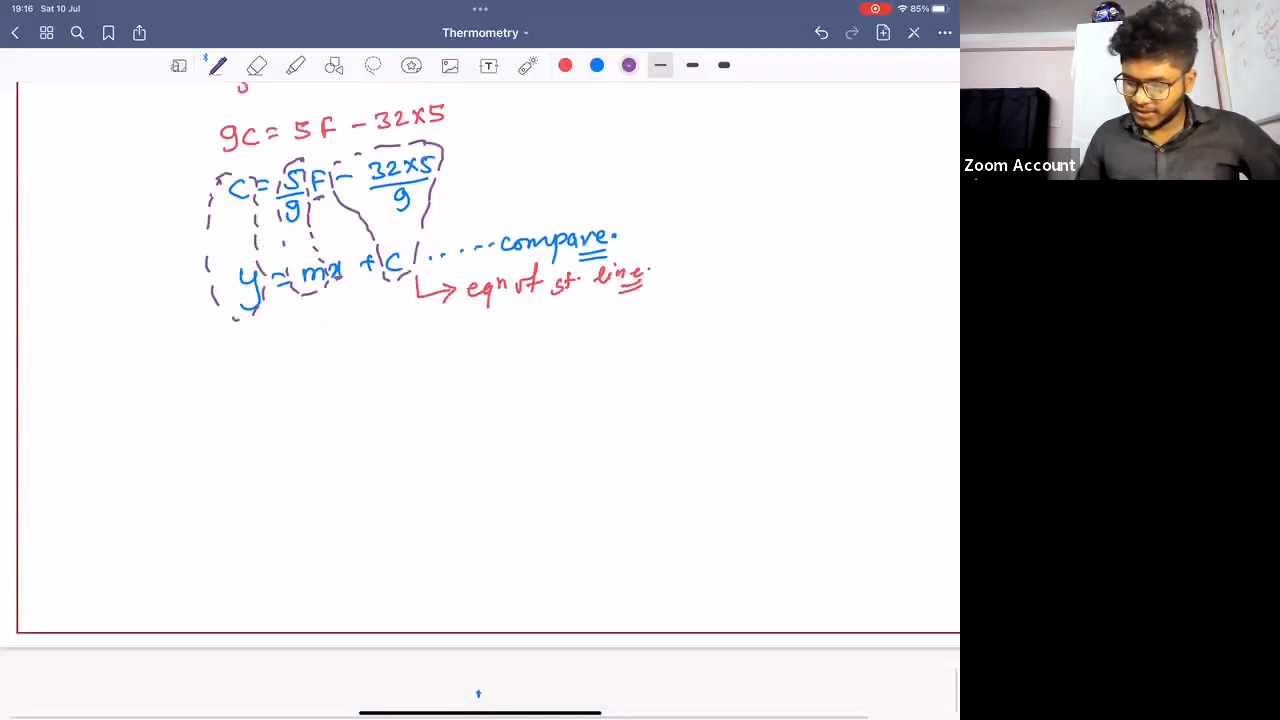 19:16 Sat 10 Jul
85%
Thermometry
9C = 5F - 32×5
C = 5/9 F - 32×5/9
y = mx + C ...... compare.
eqn of st. line.
Zoom Account